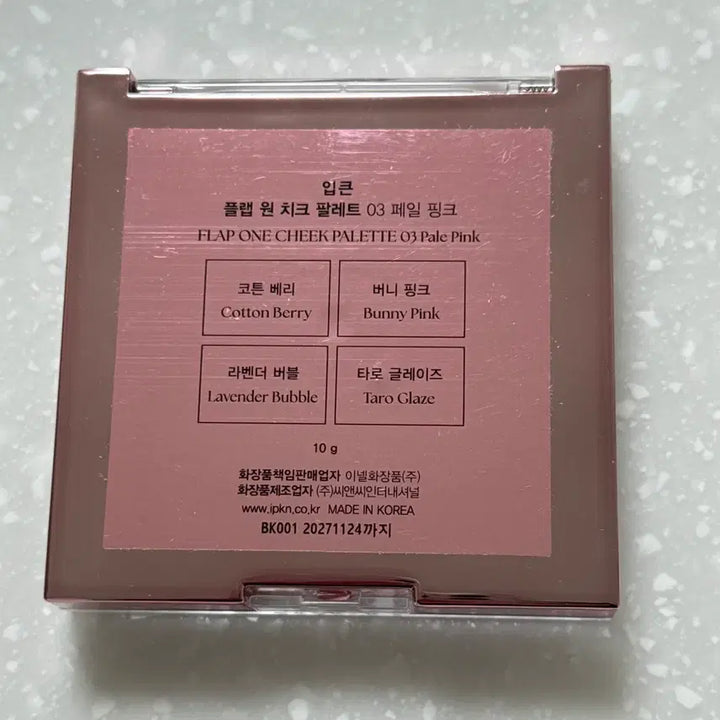 입큰
플랩 원 치크 팔레트 03 페일 핑크
FLAP ONE CHEEK PALETTE 03 Pale Pink
코튼 베리
Cotton Berry
버니 핑크
Bunny Pink
라벤더 버블
Lavender Bubble
타로 글레이즈
Taro Glaze
10 g
화장품책임판매업자 이넬화장품(주)
화장품제조업자 (주)씨앤씨인터내셔널
www.ipkn.co.kr MADE IN KOREA
BK001 20271124까지